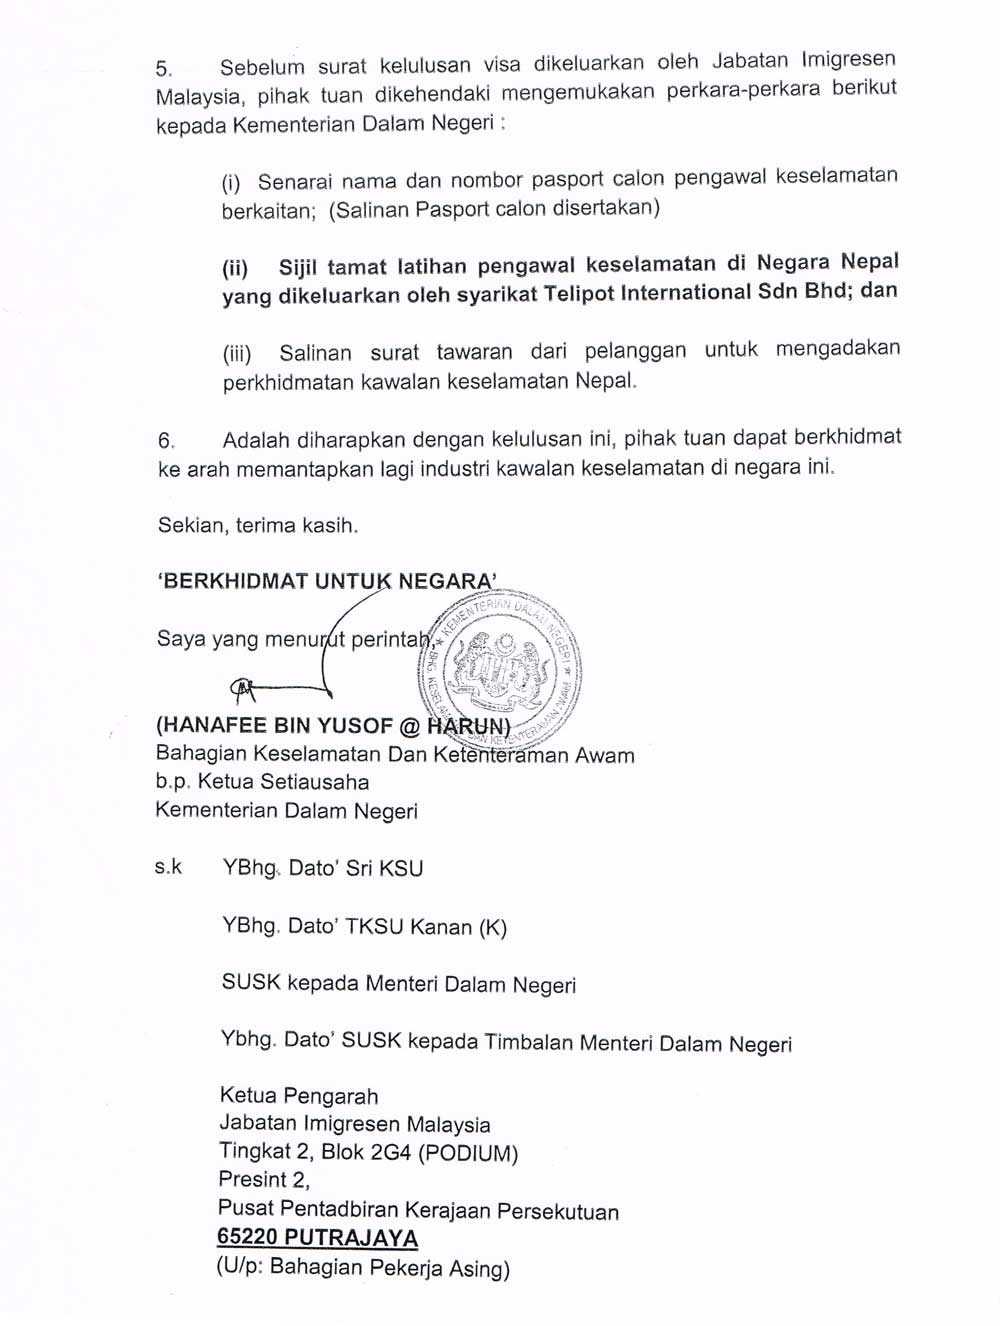 5. Sebelum surat kelulusan visa dikeluarkan oleh Jabatan Imigresen
Malaysia, pihak tuan dikehendaki mengemukakan perkara-perkara berikut
kepada Kementerian Dalam Negeri :
(i) Senarai nama dan nombor pasport calon pengawal keselamatan
berkaitan; (Salinan Pasport calon disertakan)
(ii) Sijil tamat latihan pengawal keselamatan di Negara Nepal
yang dikeluarkan oleh syarikat Telipot International Sdn Bhd; dan
(iii) Salinan surat tawaran dari pelanggan untuk mengadakan
perkhidmatan kawalan keselamatan Nepal.
6. Adalah diharapkan dengan kelulusan ini, pihak tuan dapat berkhidmat
ke arah memantapkan lagi industri kawalan keselamatan di negara ini.
Sekian, terima kasih.
‘BERKHIDMAT UNTUK NEGARA’
Saya yang menurut perintah,
★ KEMENTERIAN DALAM NEGERI ★
BHG. KESELAMATAN DAN KETENTERAMAN AWAM
(HANAFEE BIN YUSOF @ HARUN)
Bahagian Keselamatan Dan Ketenteraman Awam
b.p. Ketua Setiausaha
Kementerian Dalam Negeri
s.k YBhg. Dato' Sri KSU
YBhg. Dato' TKSU Kanan (K)
SUSK kepada Menteri Dalam Negeri
Ybhg. Dato' SUSK kepada Timbalan Menteri Dalam Negeri
Ketua Pengarah
Jabatan Imigresen Malaysia
Tingkat 2, Blok 2G4 (PODIUM)
Presint 2,
Pusat Pentadbiran Kerajaan Persekutuan
65220 PUTRAJAYA
(U/p: Bahagian Pekerja Asing)